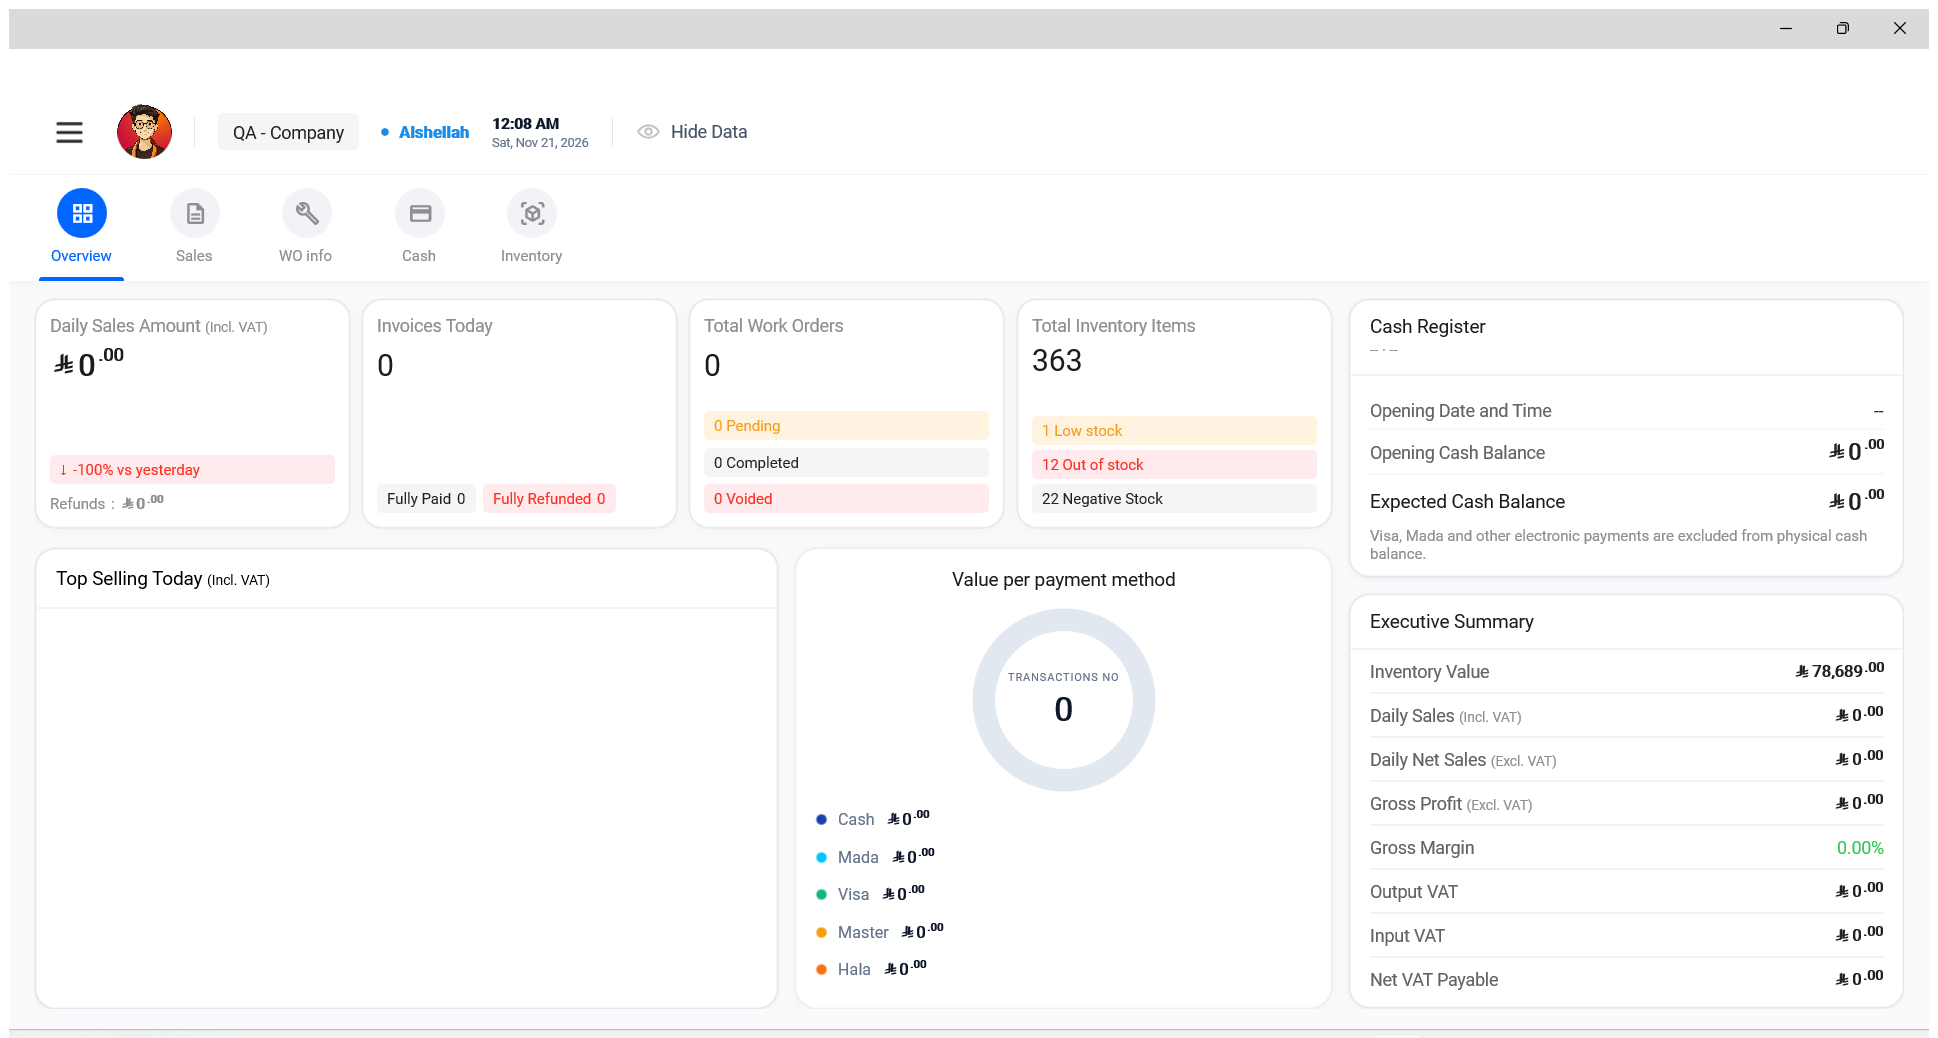 QA - Company
Alshellah
12:08 AM
Sat, Nov 21, 2026
Hide Data
Overview
Sales
WO info
Cash
Inventory
Daily Sales Amount (Incl. VAT)
⃁ 0.00
↓ -100% vs yesterday
Refunds : ⃁ 0.00
Invoices Today
0
Fully Paid 0
Fully Refunded 0
Total Work Orders
0
0 Pending
0 Completed
0 Voided
Total Inventory Items
363
1 Low stock
12 Out of stock
22 Negative Stock
Cash Register
-- · --
Opening Date and Time --
Opening Cash Balance ⃁ 0.00
Expected Cash Balance ⃁ 0.00
Visa, Mada and other electronic payments are excluded from physical cash
balance.
Top Selling Today (Incl. VAT)
Value per payment method
TRANSACTIONS NO
0
Cash ⃁ 0.00
Mada ⃁ 0.00
Visa ⃁ 0.00
Master ⃁ 0.00
Hala ⃁ 0.00
Executive Summary
Inventory Value ⃁ 78,689.00
Daily Sales (Incl. VAT) ⃁ 0.00
Daily Net Sales (Excl. VAT) ⃁ 0.00
Gross Profit (Excl. VAT) ⃁ 0.00
Gross Margin 0.00%
Output VAT ⃁ 0.00
Input VAT ⃁ 0.00
Net VAT Payable ⃁ 0.00